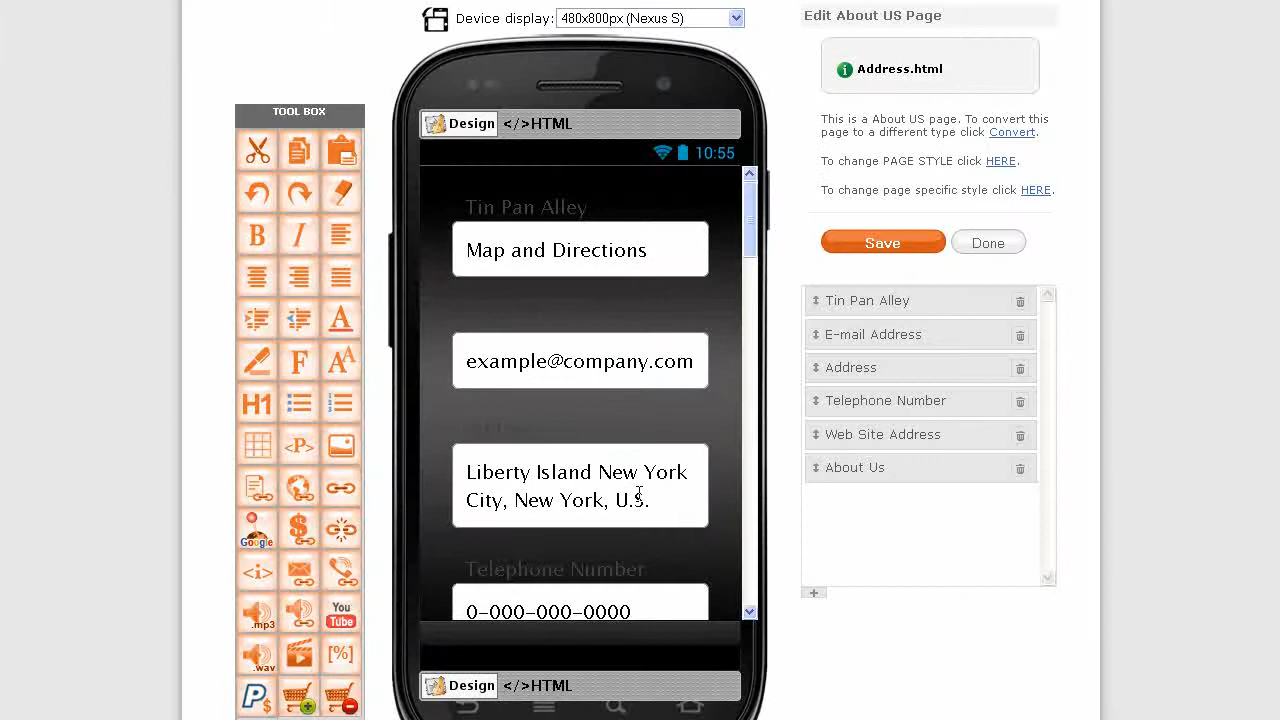 Device display: 480x800px (Nexus S)
Edit About US Page
Address.html
This is a About US page. To convert this
page to a different type click Convert.
To change PAGE STYLE click HERE.
To change page specific style click HERE.
Save Done
Tin Pan Alley
E-mail Address
Address
Telephone Number
Web Site Address
About Us
TOOL BOX
B I
A
F AA
H1
<P>
Google $
<i>
.mp3 You Tube
.wav [%]
P $
Design </>HTML
10:55
Tin Pan Alley
Map and Directions
example@company.com
Liberty Island New York
City, New York, U.S.
Telephone Number
0-000-000-0000
Design </>HTML